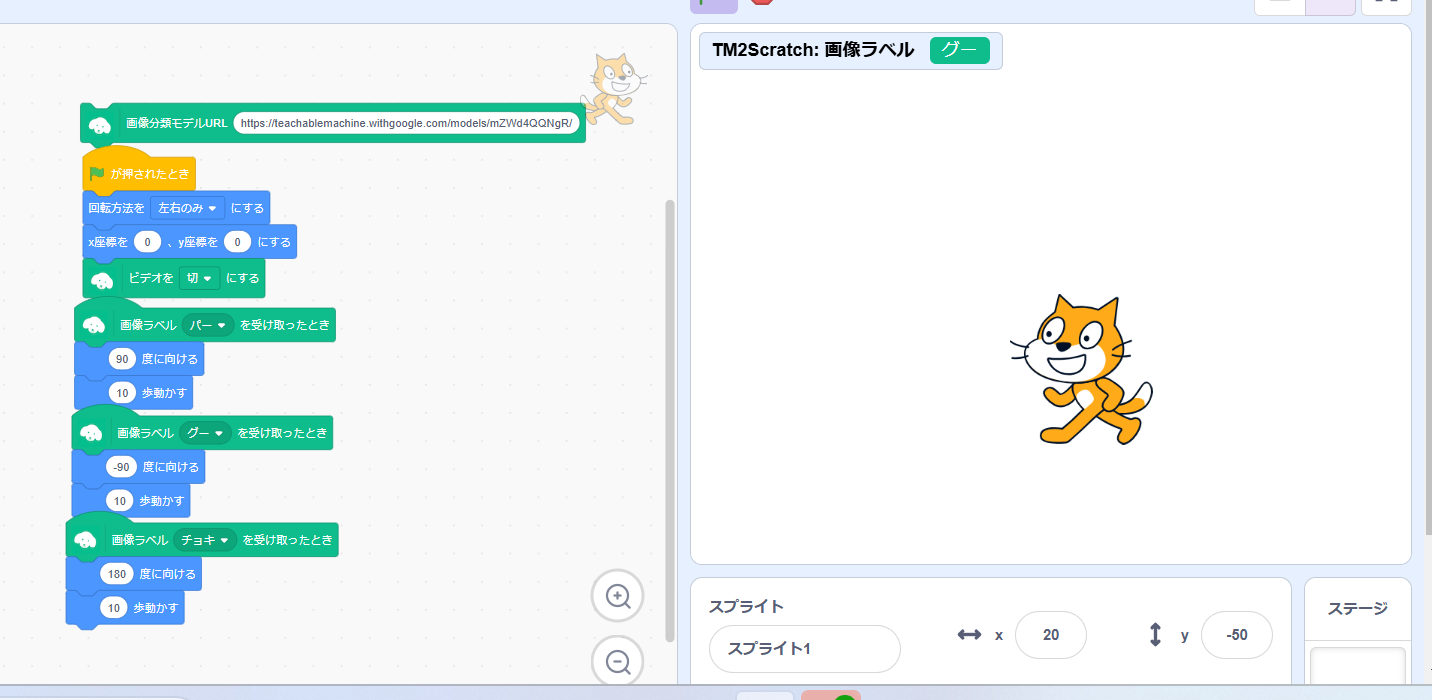 画像分類モデルURL https://teachablemachine.withgoogle.com/models/mZWd4QQNgR/
が押されたとき
回転方法を 左右のみ にする
x座標を 0 、y座標を 0 にする
ビデオを 切 にする
画像ラベル パー を受け取ったとき
90 度に向ける
10 歩動かす
画像ラベル グー を受け取ったとき
-90 度に向ける
10 歩動かす
画像ラベル チョキ を受け取ったとき
180 度に向ける
10 歩動かす
TM2Scratch: 画像ラベル グー
スプライト
スプライト1
x 20
y -50
ステージ